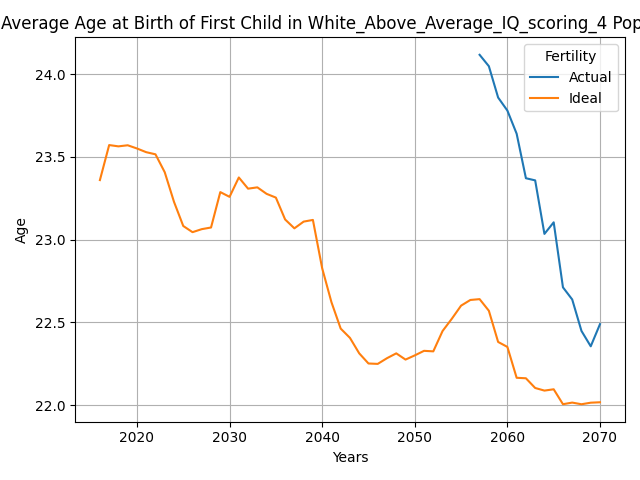 Average Age at Birth of First Child in White_Above_Average_IQ_scoring_4 Pop
Fertility
Actual
Ideal
24.0
23.5
23.0
22.5
22.0
Age
2020 2030 2040 2050 2060 2070
Years